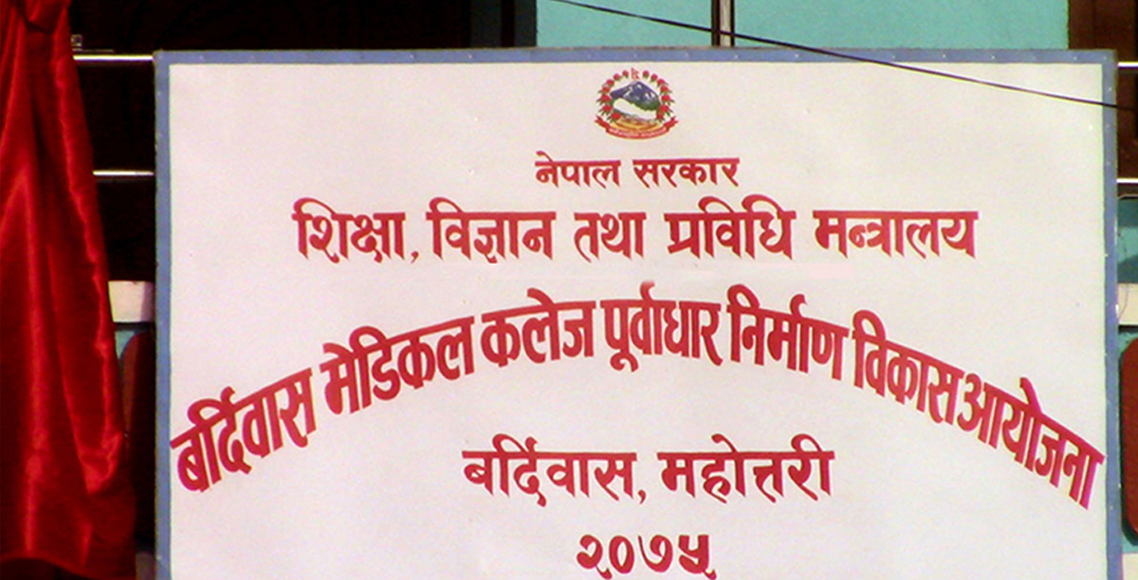 नेपाल सरकार
शिक्षा, विज्ञान तथा प्रविधि मन्त्रालय
बर्दिवास मेडिकल कलेज पूर्वाधार निर्माण विकास आयोजना
बर्दिवास, महोत्तरी
२०७५